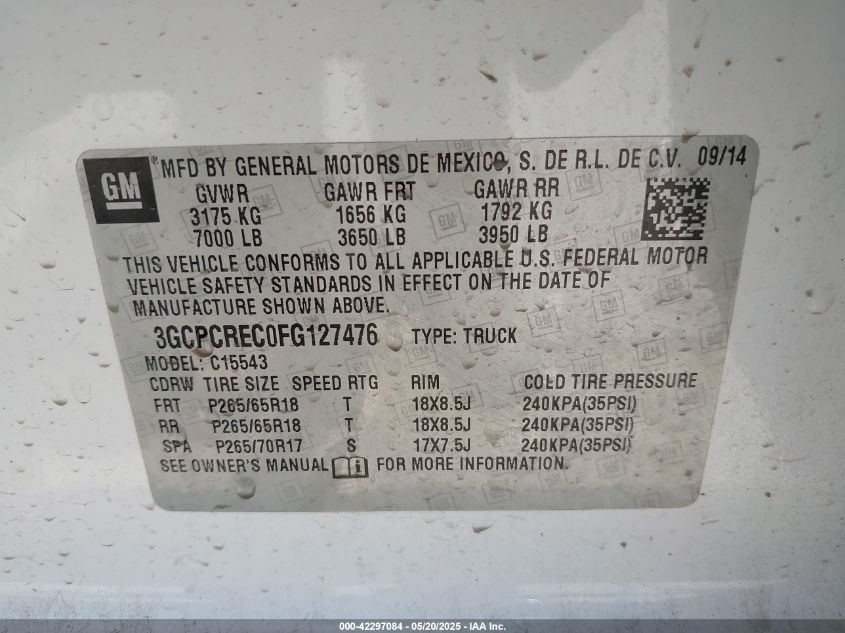 GM ® MFD BY GENERAL MOTORS DE MEXICO, S. DE R.L. DE C.V. 09/14
GVWR GAWR FRT GAWR RR
3175 KG 1656 KG 1792 KG
7000 LB 3650 LB 3950 LB
THIS VEHICLE CONFORMS TO ALL APPLICABLE U.S. FEDERAL MOTOR
VEHICLE SAFETY STANDARDS IN EFFECT ON THE DATE OF
MANUFACTURE SHOWN ABOVE.
3GCPCREC0FG127476 TYPE: TRUCK
MODEL: C15543
CDRW TIRE SIZE SPEED RTG RIM COLD TIRE PRESSURE
FRT P265/65R18 T 18X8.5J 240KPA(35PSI)
RR P265/65R18 T 18X8.5J 240KPA(35PSI)
SPA P265/70R17 S 17X7.5J 240KPA(35PSI)
SEE OWNER'S MANUAL FOR MORE INFORMATION.
000-42297084 - 05/20/2025 - IAA Inc.